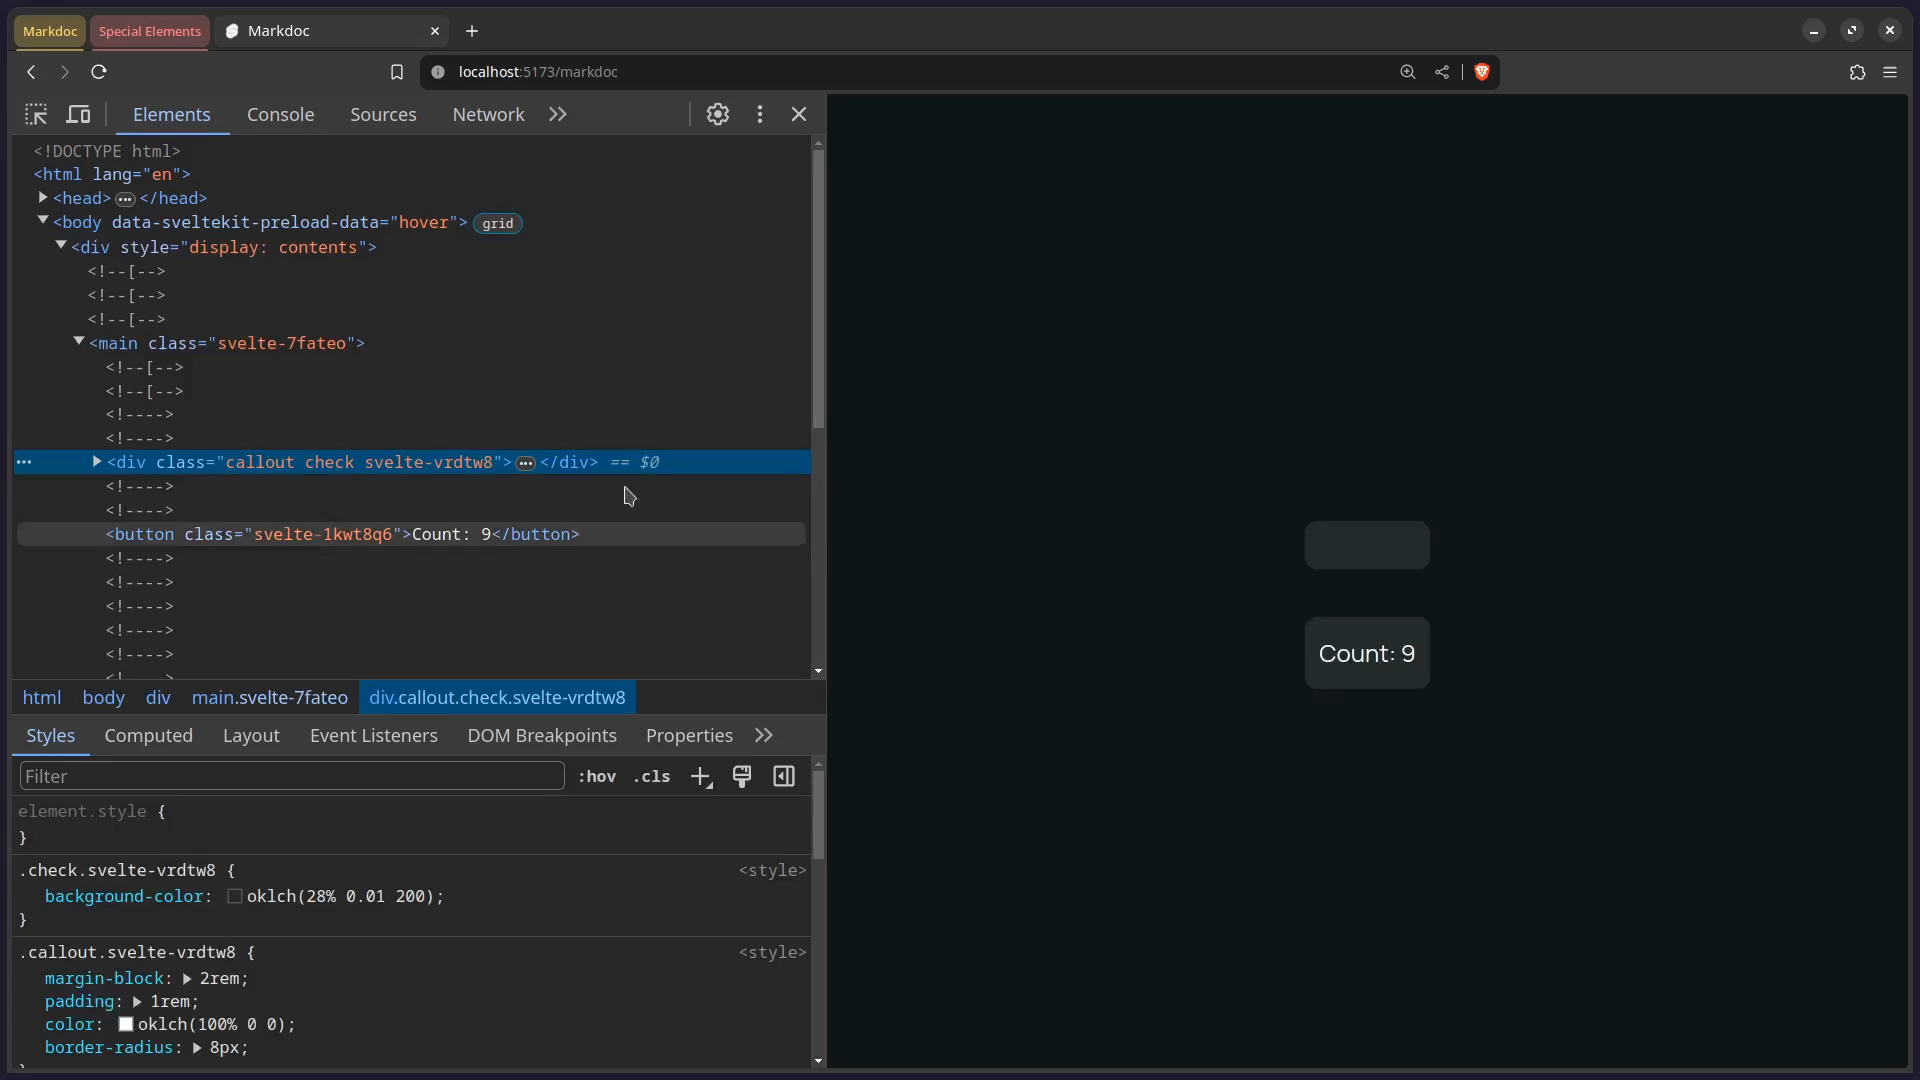 Markdoc
Special Elements
Markdoc
localhost:5173/markdoc
Elements
Console
Sources
Network
<!DOCTYPE html>
<html lang="en">
<head> ••• </head>
<body data-sveltekit-preload-data="hover"> grid
<div style="display: contents">
<!--[-->
<!--[-->
<!--[-->
<main class="svelte-7fateo">
<!--[-->
<!--[-->
<!---->
<!---->
••• <div class="callout check svelte-vrdtw8"> ••• </div> == $0
<!---->
<!---->
<button class="svelte-1kwt8q6">Count: 9</button>
<!---->
<!---->
<!---->
<!---->
<!---->
html body div main.svelte-7fateo div.callout.check.svelte-vrdtw8
Styles
Computed
Layout
Event Listeners
DOM Breakpoints
Properties
Filter
:hov .cls
element.style {
}
.check.svelte-vrdtw8 { <style>
background-color: oklch(28% 0.01 200);
}
.callout.svelte-vrdtw8 { <style>
margin-block: 2rem;
padding: 1rem;
color: oklch(100% 0 0);
border-radius: 8px;
Count: 9